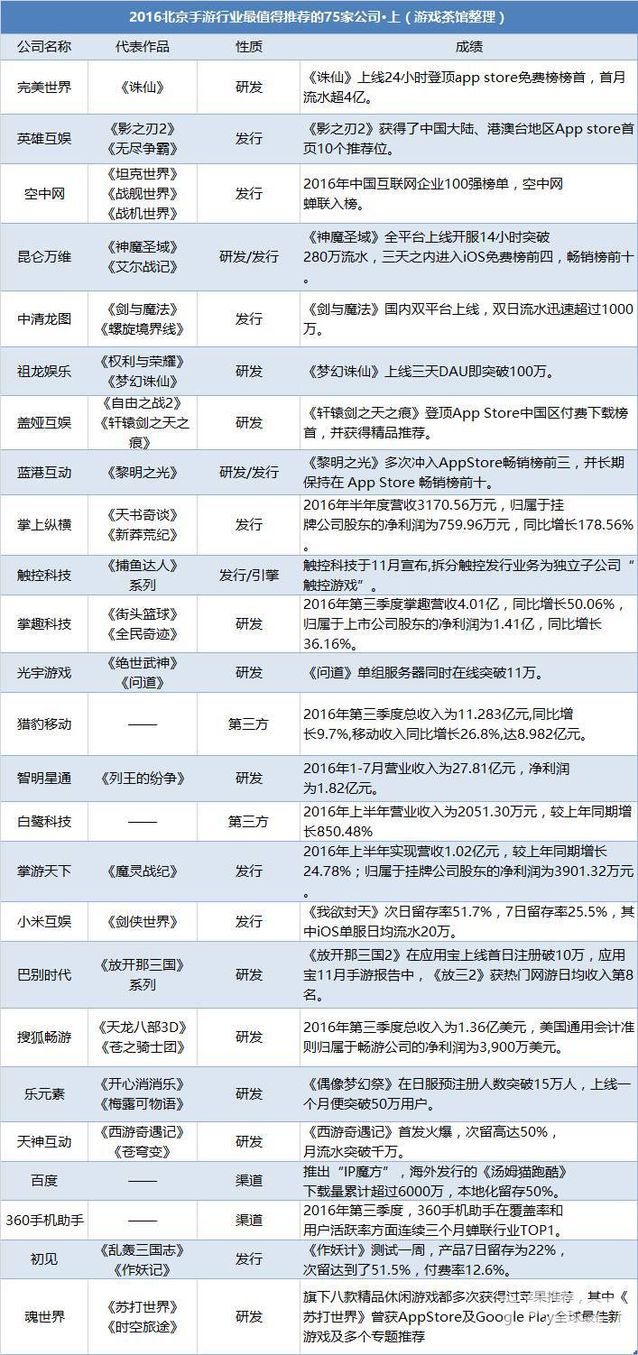 2016北京手游行业最值得推荐的75家公司·上（游戏茶馆整理）
公司名称 代表作品 性质 成绩
完美世界 《诛仙》 研发 《诛仙》上线24小时登顶app store免费榜榜首，首月
流水超4亿。
英雄互娱 《影之刃2》 发行 《影之刃2》获得了中国大陆、港澳台地区App store首
《无尽争霸》 页10个推荐位。
空中网 《坦克世界》 发行 2016年中国互联网企业100强榜单，空中网
《战舰世界》 蝉联入榜。
《战机世界》
昆仑万维 《神魔圣域》 研发/发行 《神魔圣域》全平台上线开服14小时突破
《艾尔战记》 280万流水，三天之内进入iOS免费榜前四，畅销榜前十
。
中清龙图 《剑与魔法》 发行 《剑与魔法》国内双平台上线，双日流水迅速超过1000
《螺旋境界线》 万。
祖龙娱乐 《权利与荣耀》 研发 《梦幻诛仙》上线三天DAU即突破100万。
《梦幻诛仙》
盖娅互娱 《自由之战2》 研发 《轩辕剑之天之痕》登顶App Store中国区付费下载榜
《轩辕剑之天之 首，并获得精品推荐。
痕》
蓝港互动 《黎明之光》 研发/发行 《黎明之光》多次冲入AppStore畅销榜前三，并长期
保持在 App Store 畅销榜前十。
掌上纵横 《天书奇谈》 发行 2016年半年度营收3170.56万元，归属于挂
《新莽荒纪》 牌公司股东的净利润为759.96万元，同比增长178.56%
。
触控科技 《捕鱼达人》 发行/引擎 触控科技于11月宣布,拆分触控发行业务为独立子公司“
系列 触控游戏”。
掌趣科技 《街头篮球》 研发 2016年第三季度掌趣营收4.01亿，同比增长50.06%，
《全民奇迹》 归属于上市公司股东的净利润为1.41亿，同比增长
36.16%。
光宇游戏 《绝世武神》 研发 《问道》单组服务器同时在线突破11万。
《问道》
猎豹移动 —— 第三方 2016年第三季度总收入为11.283亿元,同比增
长9.7%,移动收入同比增长26.8%,达8.982亿元。
智明星通 《列王的纷争》 研发 2016年1-7月营业收入为27.81亿元，净利润
为1.82亿元。
白鹭科技 —— 第三方 2016年上半年营业收入为2051.30万元，较上年同期增
长850.48%
掌游天下 《魔灵战纪》 发行 2016年上半年实现营收1.02亿元，较上年同期增长
24.78%；归属于挂牌公司股东的净利润为3901.32万元
。
小米互娱 《剑侠世界》 发行 《我欲封天》次日留存率51.7%，7日留存率25.5%，其
中iOS单服日均流水20万。
巴别时代 《放开那三国》 研发 《放开那三国2》在应用宝上线首日注册破10万，应用
系列 宝11月手游报告中，《放三2》获热门网游日均收入第8
名。
搜狐畅游 《天龙八部3D》 研发 2016年第三季度总收入为1.36亿美元，美国通用会计准
《苍之骑士团》 则归属于畅游公司的净利润为3,900万美元。
乐元素 《开心消消乐》 研发 《偶像梦幻祭》在日服预注册人数突破15万人，上线一
《梅露可物语》 个月便突破50万用户。
天神互动 《西游奇遇记》 研发 《西游奇遇记》首发火爆，次留高达50%，
《苍穹变》 月流水突破千万。
百度 —— 渠道 推出“IP魔方”，海外发行的《汤姆猫跑酷》
下载量累计超过6000万，本地化留存50%。
360手机助手 —— 渠道 2016年第三季度，360手机助手在覆盖率和
用户活跃率方面连续三个月蝉联行业TOP1。
初见 《乱轰三国志》 发行 《作妖计》测试一周，产品7日留存为22%，
《作妖记》 次留达到了51.5%，付费率12.6%。
魂世界 《苏打世界》 研发 旗下八款精品休闲游戏都多次获得过苹果推荐，其中《
《时空旅途》 苏打世界》曾获AppStore及Google Play全球最佳新
游戏及多个专题推荐